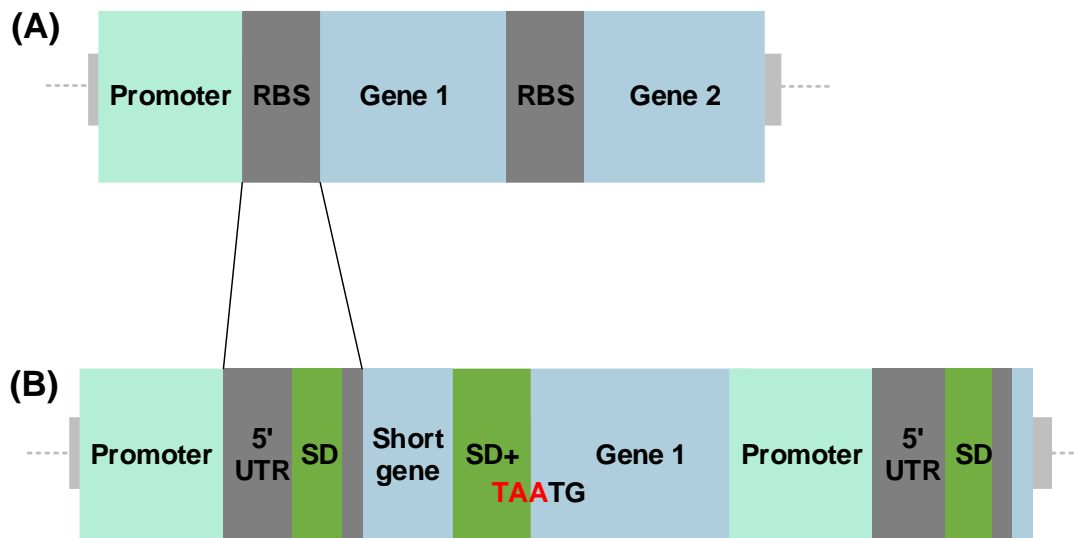 (A)
Promoter RBS Gene 1 RBS Gene 2
(B)
Promoter 5' UTR SD Short gene SD+ TAATG Gene 1 Promoter 5' UTR SD